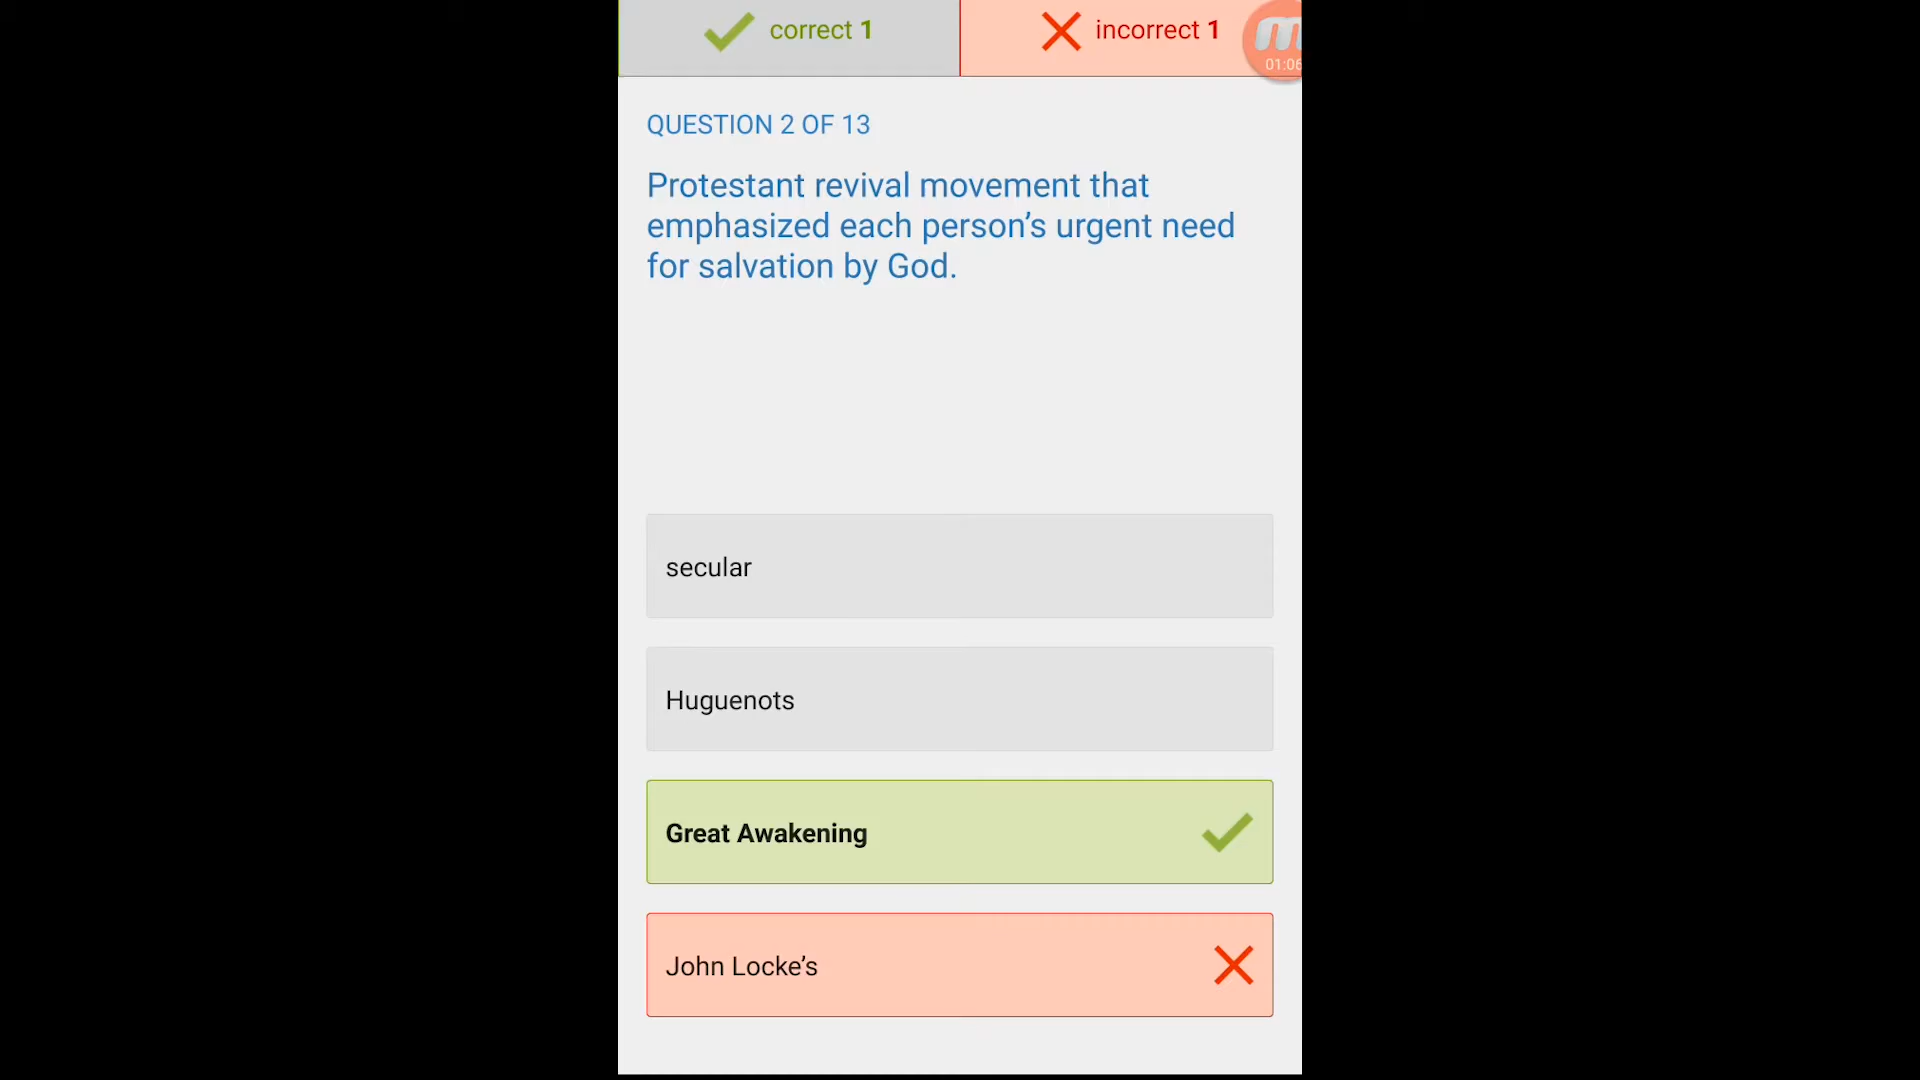 correct 1
incorrect 1
01:06
QUESTION 2 OF 13
Protestant revival movement that
emphasized each person’s urgent need
for salvation by God.
secular
Huguenots
Great Awakening
John Locke’s